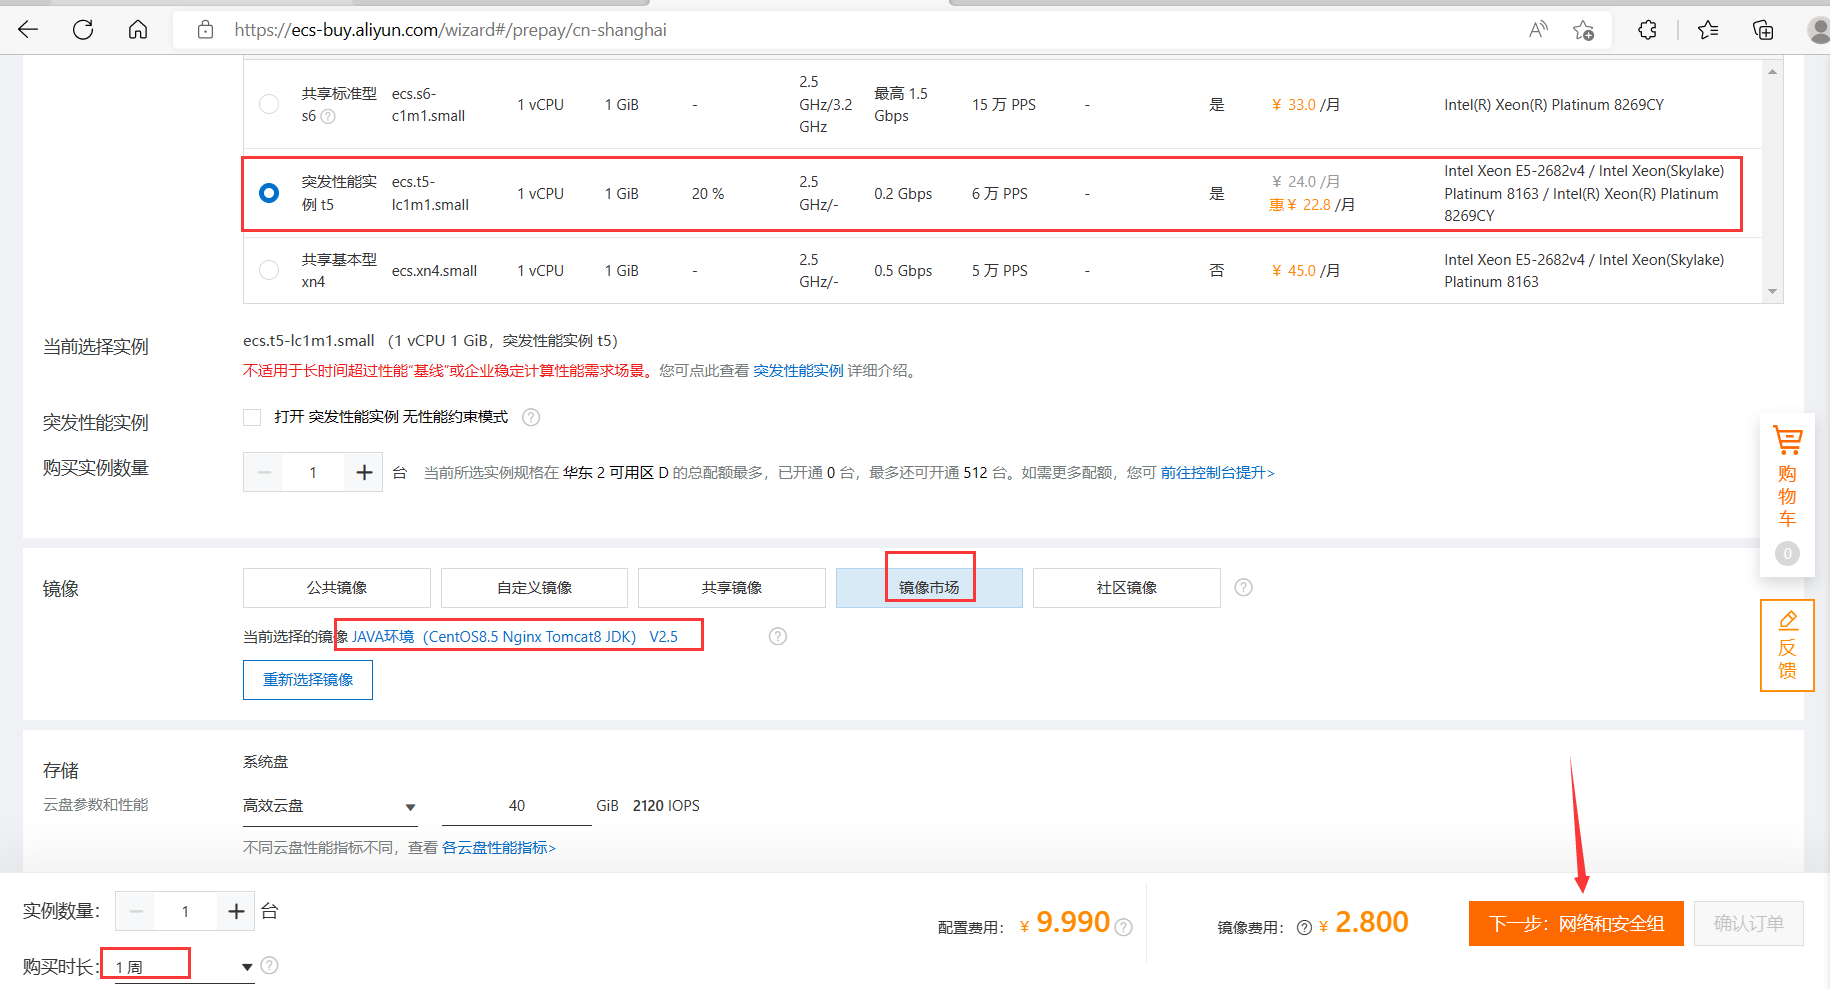 https://ecs-buy.aliyun.com/wizard#/prepay/cn-shanghai
共享标准型 s6
ecs.s6-c1m1.small
1 vCPU
1 GiB
-
2.5 GHz/3.2 GHz
最高 1.5 Gbps
15 万 PPS
-
是
¥ 33.0 /月
Intel(R) Xeon(R) Platinum 8269CY
突发性能实例 t5
ecs.t5-lc1m1.small
1 vCPU
1 GiB
20 %
2.5 GHz/-
0.2 Gbps
6 万 PPS
-
是
¥ 24.0 /月
惠 ¥ 22.8 /月
Intel Xeon E5-2682v4 / Intel Xeon(Skylake) Platinum 8163 / Intel(R) Xeon(R) Platinum 8269CY
共享基本型 xn4
ecs.xn4.small
1 vCPU
1 GiB
-
2.5 GHz/-
0.5 Gbps
5 万 PPS
-
否
¥ 45.0 /月
Intel Xeon E5-2682v4 / Intel Xeon(Skylake) Platinum 8163
当前选择实例
ecs.t5-lc1m1.small （1 vCPU 1 GiB，突发性能实例 t5）
不适用于长时间超过性能“基线”或企业稳定计算性能需求场景。您可点此查看 突发性能实例 详细介绍。
突发性能实例
打开 突发性能实例 无性能约束模式
购买实例数量
1
台
当前所选实例规格在 华东 2 可用区 D 的总配额最多，已开通 0 台，最多还可开通 512 台。如需更多配额，您可 前往控制台提升>
购物车
0
反馈
镜像
公共镜像
自定义镜像
共享镜像
镜像市场
社区镜像
当前选择的镜像 JAVA环境（CentOS8.5 Nginx Tomcat8 JDK） V2.5
重新选择镜像
存储
云盘参数和性能
系统盘
高效云盘
40
GiB 2120 IOPS
不同云盘性能指标不同，查看 各云盘性能指标>
实例数量：
1
台
购买时长：
1 周
配置费用： ¥ 9.990
镜像费用： ¥ 2.800
下一步：网络和安全组
确认订单